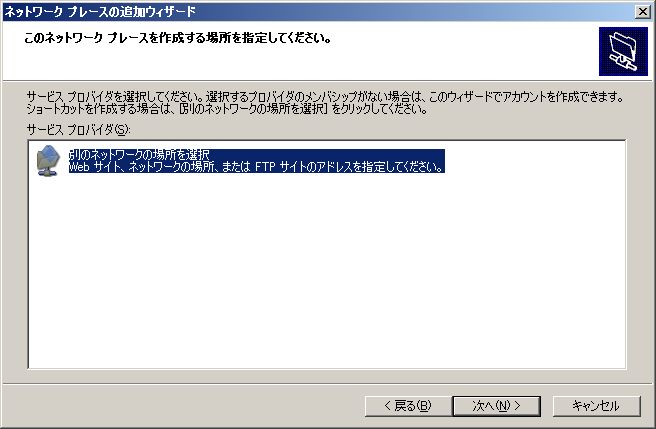 ネットワーク プレースの追加ウィザード
このネットワーク プレースを作成する場所を指定してください。
サービス プロバイダを選択してください。選択するプロバイダのメンバシップがない場合は、このウィザードでアカウントを作成できます。
ショートカットを作成する場合は、[別のネットワークの場所を選択] をクリックしてください。
サービス プロバイダ(S):
別のネットワークの場所を選択
Web サイト、ネットワークの場所、または FTP サイトのアドレスを指定してください。
< 戻る(B)
次へ(N) >
キャンセル